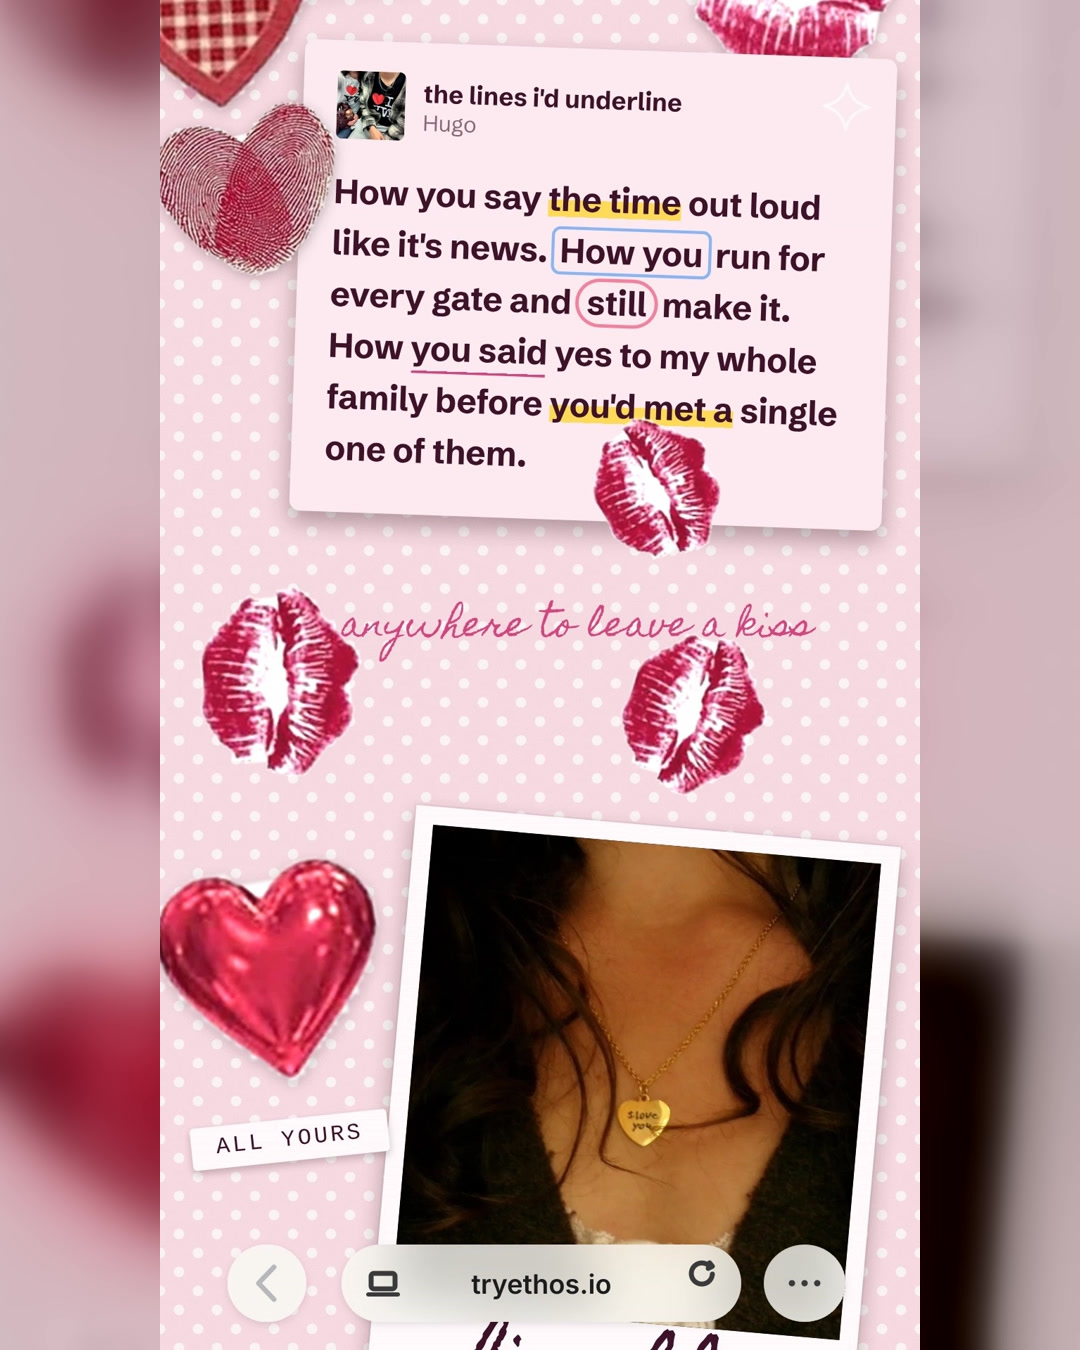 the lines i'd underline
Hugo
How you say the time out loud
like it's news. How you run for
every gate and still make it.
How you said yes to my whole
family before you'd met a single
one of them.
anywhere to leave a kiss
I love
you
ALL YOURS
tryethos.io